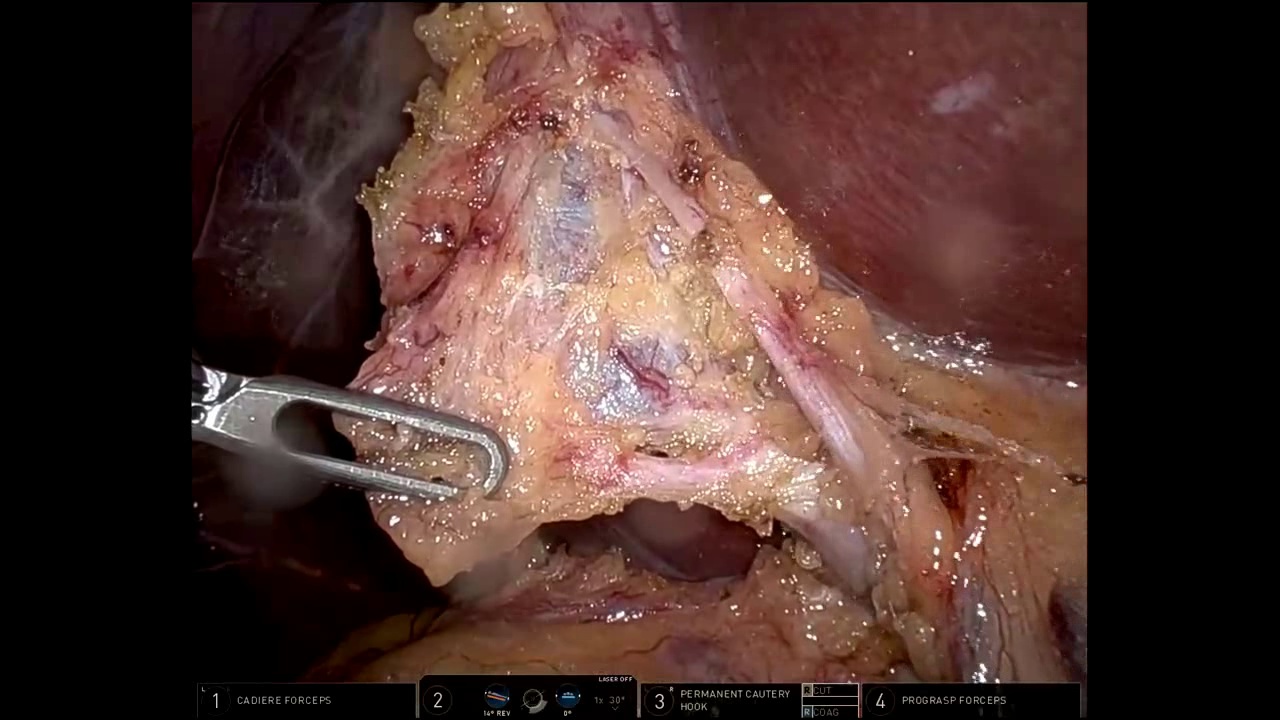 LASER OFF
L 1 CADIERE FORCEPS
2 14° REV 0° 1x 30°
R 3 PERMANENT CAUTERY HOOK
R CUT
R COAG
4 PROGRASP FORCEPS